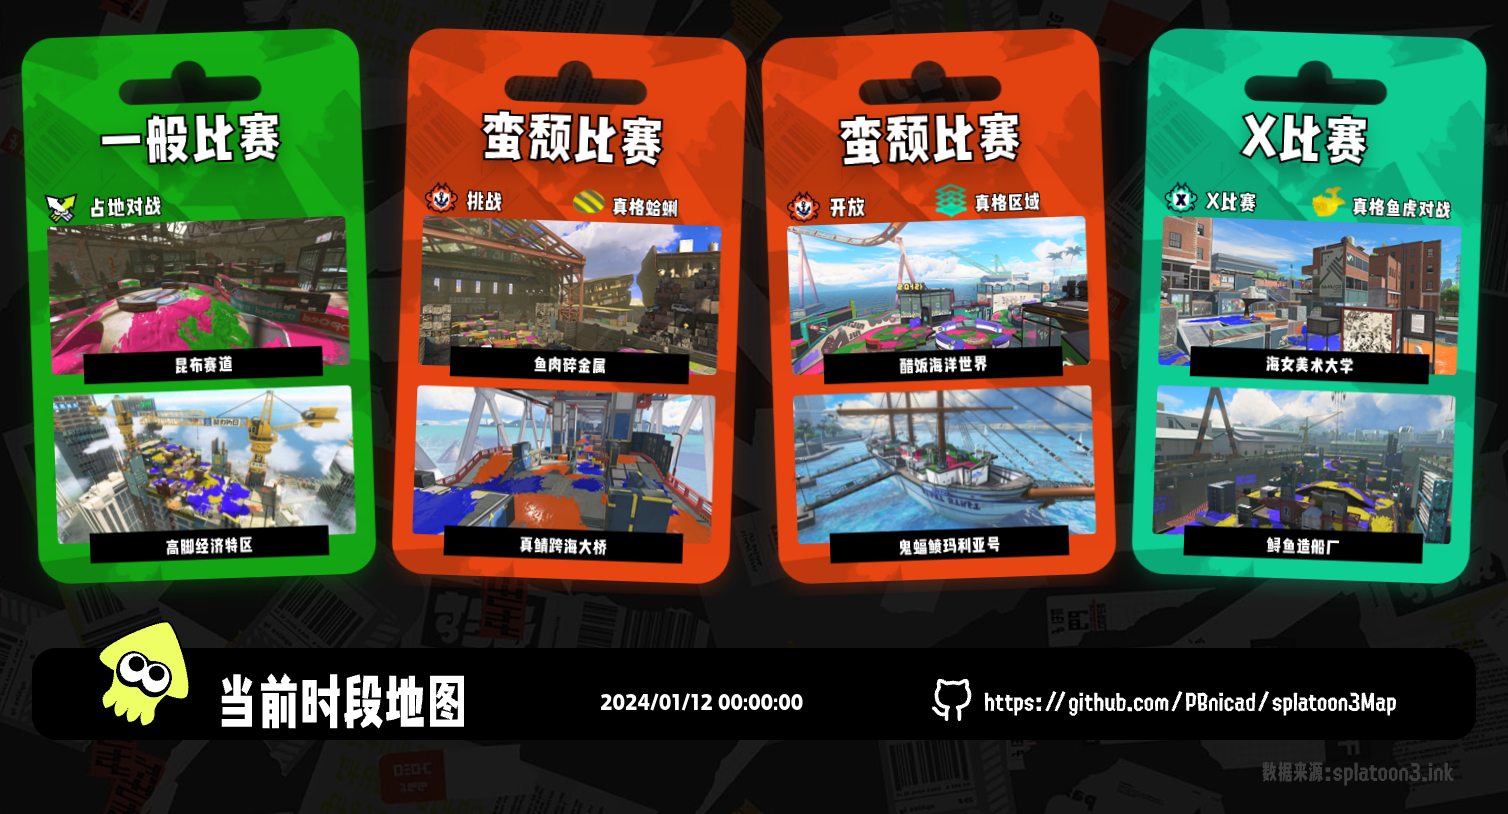 一般比赛
占地对战
昆布赛道
高脚经济特区
蛮颓比赛
挑战
真格蛤蜊
鱼肉碎金属
真鲭跨海大桥
蛮颓比赛
开放
真格区域
醋饭海洋世界
鬼蝠鲼玛利亚号
X比赛
X比赛
真格鱼虎对战
海女美术大学
鲟鱼造船厂
当前时段地图
2024/01/12 00:00:00
https://github.com/PBnicad/splatoon3Map
数据来源:splatoon3.ink